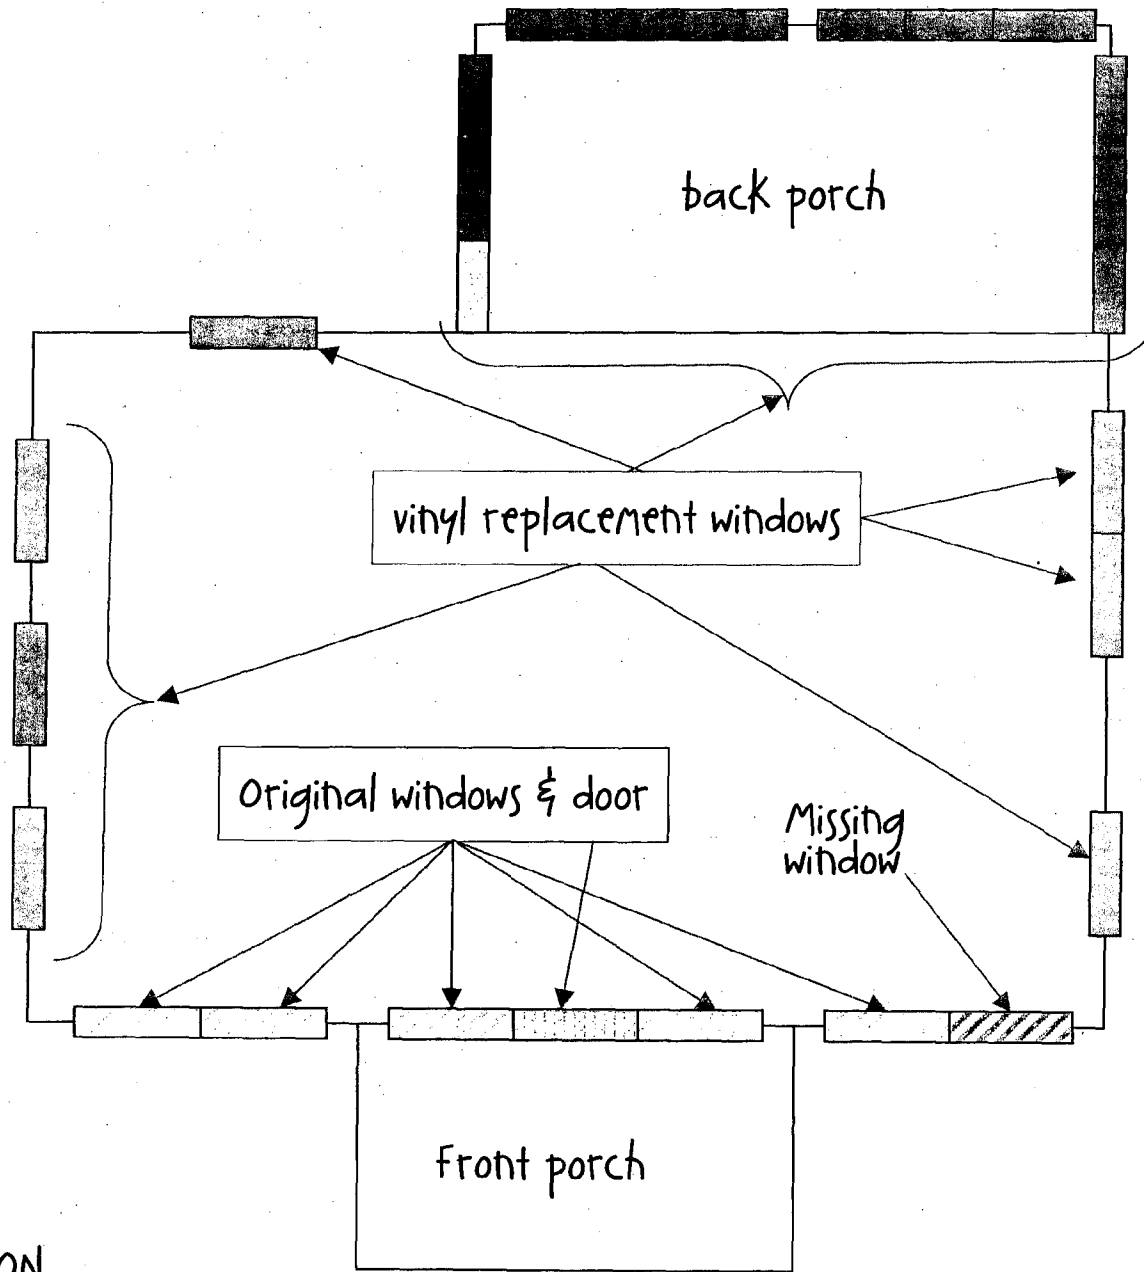 back porch
vinyl replacement windows
Original windows & door
Missing
window
Front porch